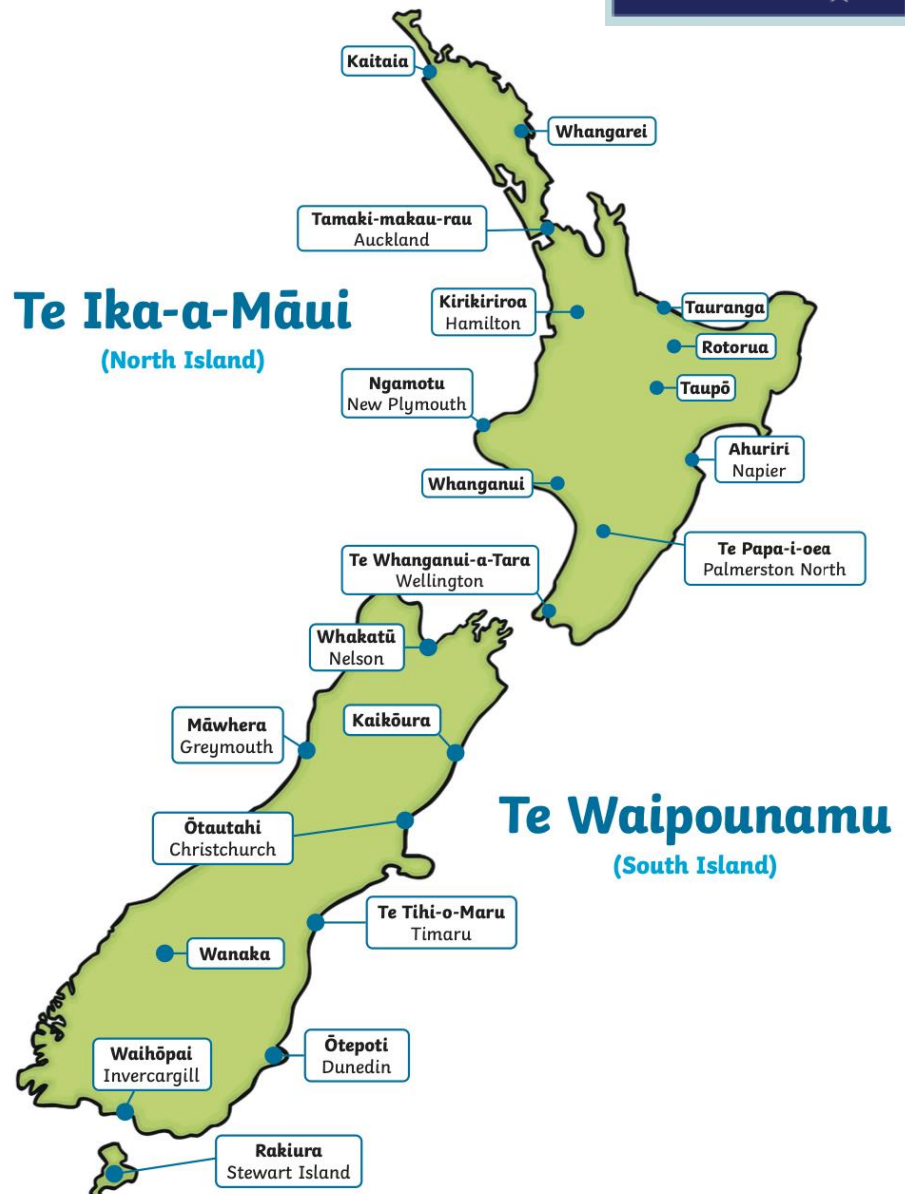 Kaitaia
Whangarei
Tamaki-makau-rau
Auckland
Te Ika-a-Māui
(North Island)
Kirikiriroa
Hamilton
Tauranga
Rotorua
Taupō
Ngamotu
New Plymouth
Ahuriri
Napier
Whanganui
Te Papa-i-oea
Palmerston North
Te Whanganui-a-Tara
Wellington
Whakatū
Nelson
Māwhera
Greymouth
Kaikōura
Te Waipounamu
(South Island)
Ōtautahi
Christchurch
Te Tihi-o-Maru
Timaru
Wanaka
Ōtepoti
Dunedin
Waihōpai
Invercargill
Rakiura
Stewart Island